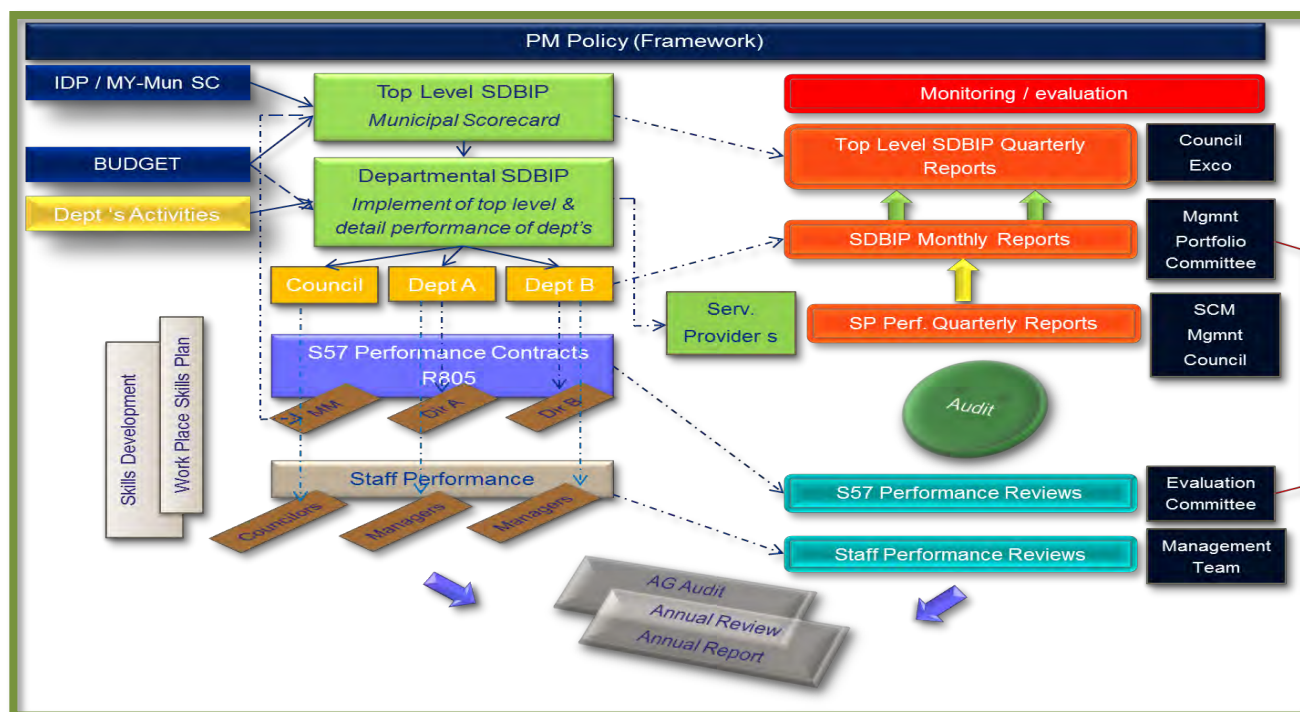 PM Policy (Framework)
IDP / MY-Mun SC
BUDGET
Dept 's Activities
Top Level SDBIP
Municipal Scorecard
Departmental SDBIP
Implement of top level &
detail performance of dept's
Council
Dept A
Dept B
Serv.
Provider s
S57 Performance Contracts
R805
MM
Dir A
Dir B
Staff Performance
Councilors
Managers
Managers
Skills Development
Work Place Skills Plan
Monitoring / evaluation
Top Level SDBIP Quarterly
Reports
Council
Exco
SDBIP Monthly Reports
Mgmnt
Portfolio
Committee
SP Perf. Quarterly Reports
SCM
Mgmnt
Council
Audit
S57 Performance Reviews
Evaluation
Committee
Staff Performance Reviews
Management
Team
AG Audit
Annual Review
Annual Report